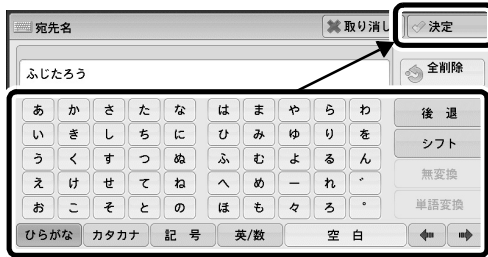 宛先名 取り消し 決定
ふじたろう 全削除
あ か さ た な は ま や ら わ 後 退
い き し ち に ひ み ゆ り を シフト
う く す つ ぬ ふ む よ る ん
え け せ て ね へ め ー れ ゛ 無変換
お こ そ と の ほ も 々 ろ ゜ 単語変換
ひらがな カタカナ 記 号 英/数 空 白